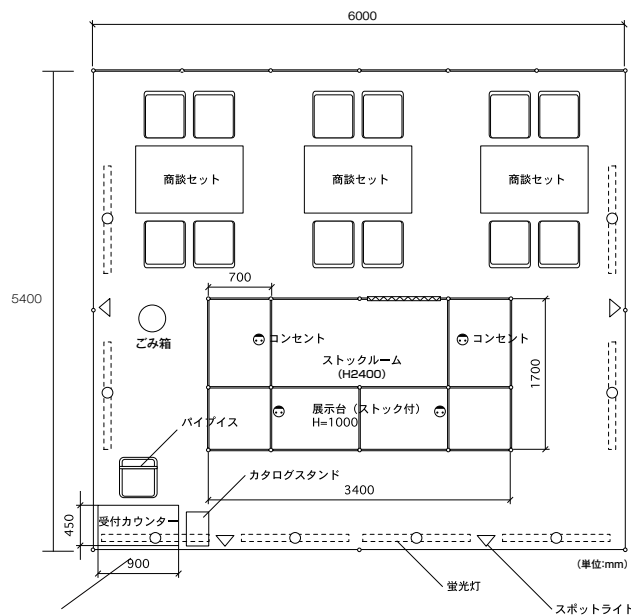 6000
商談セット
商談セット
商談セット
5400
700
ごみ箱
コンセント
コンセント
ストックルーム
(H2400)
1700
展示台（ストック付）
H=1000
パイプイス
カタログスタンド
3400
450
受付カウンター
900
(単位:mm)
蛍光灯
スポットライト